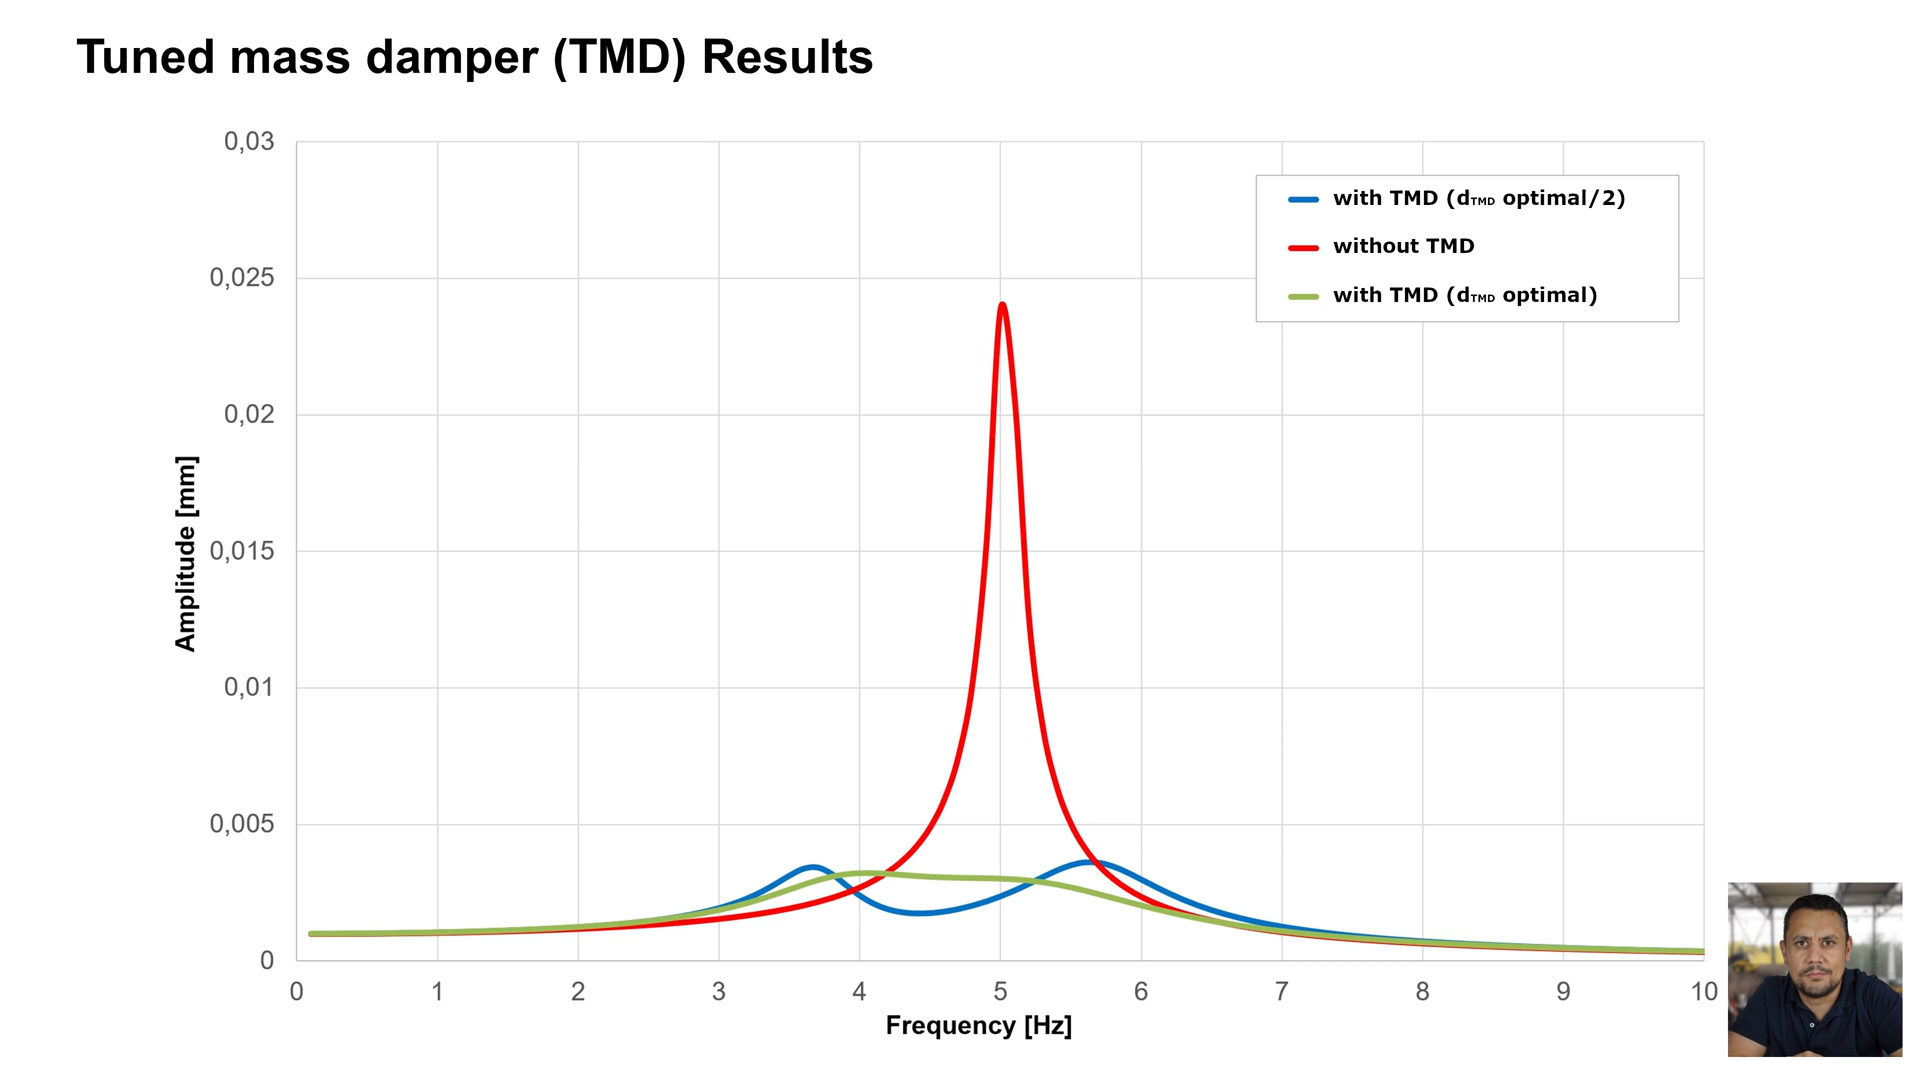 Tuned mass damper (TMD) Results
0,03
0,025
0,02
0,015
0,01
0,005
0
Amplitude [mm]
with TMD (dTMD optimal/2)
without TMD
with TMD (dTMD optimal)
0 1 2 3 4 5 6 7 8 9 10
Frequency [Hz]